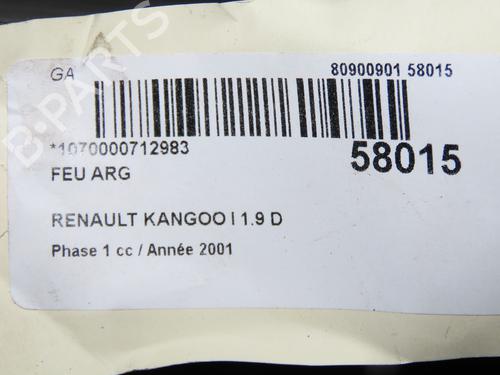 GA
80900901 58015
*1070000712983
58015
FEU ARG
RENAULT KANGOO I 1.9 D
Phase 1 cc / Année 2001
B-PARTS